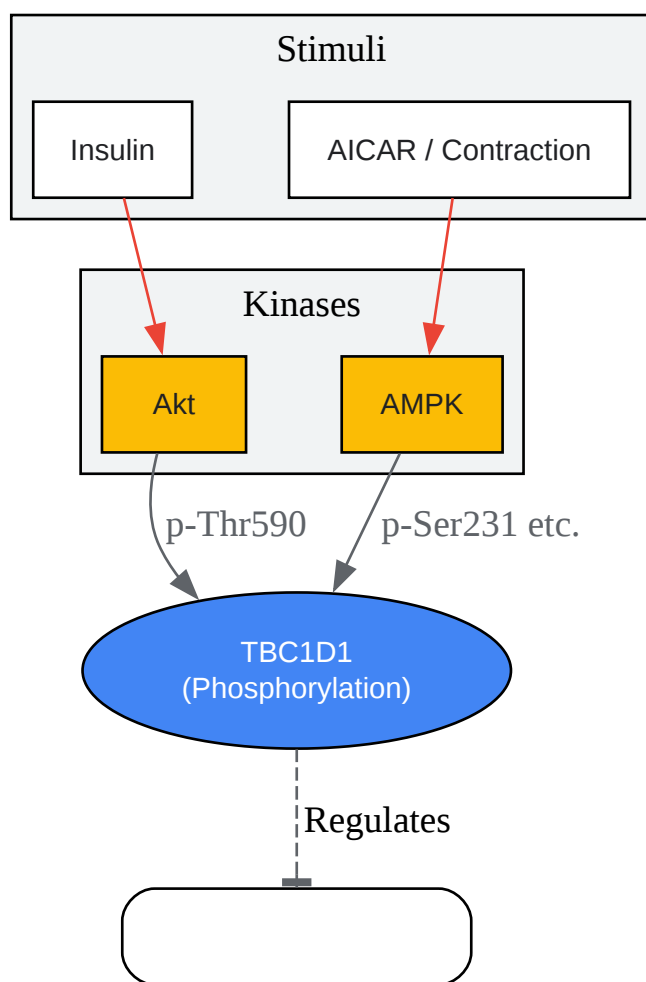 Stimuli
Insulin
AICAR / Contraction
Kinases
Akt
AMPK
p-Thr590
p-Ser231 etc.
TBC1D1
(Phosphorylation)
Regulates